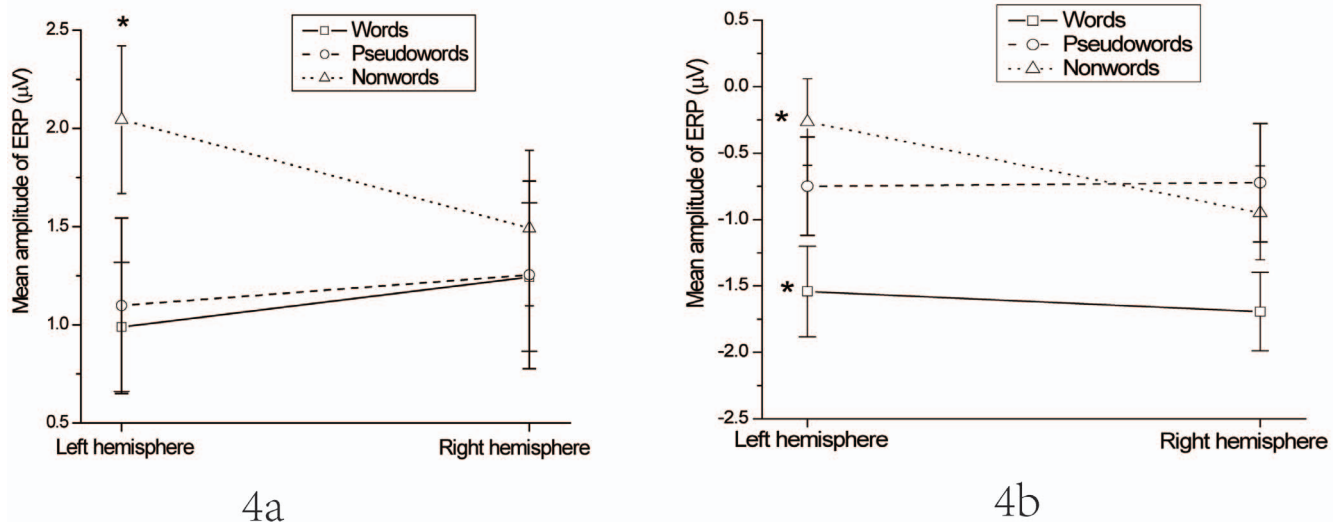 *
2.5
2.0
1.5
1.0
0.5
Mean amplitude of ERP (μV)
Words
Pseudowords
Nonwords
Left hemisphere
Right hemisphere
4a
0.5
0.0
-0.5
-1.0
-1.5
-2.0
-2.5
Mean amplitude of ERP (μV)
Words
Pseudowords
Nonwords
*
*
Left hemisphere
Right hemisphere
4b